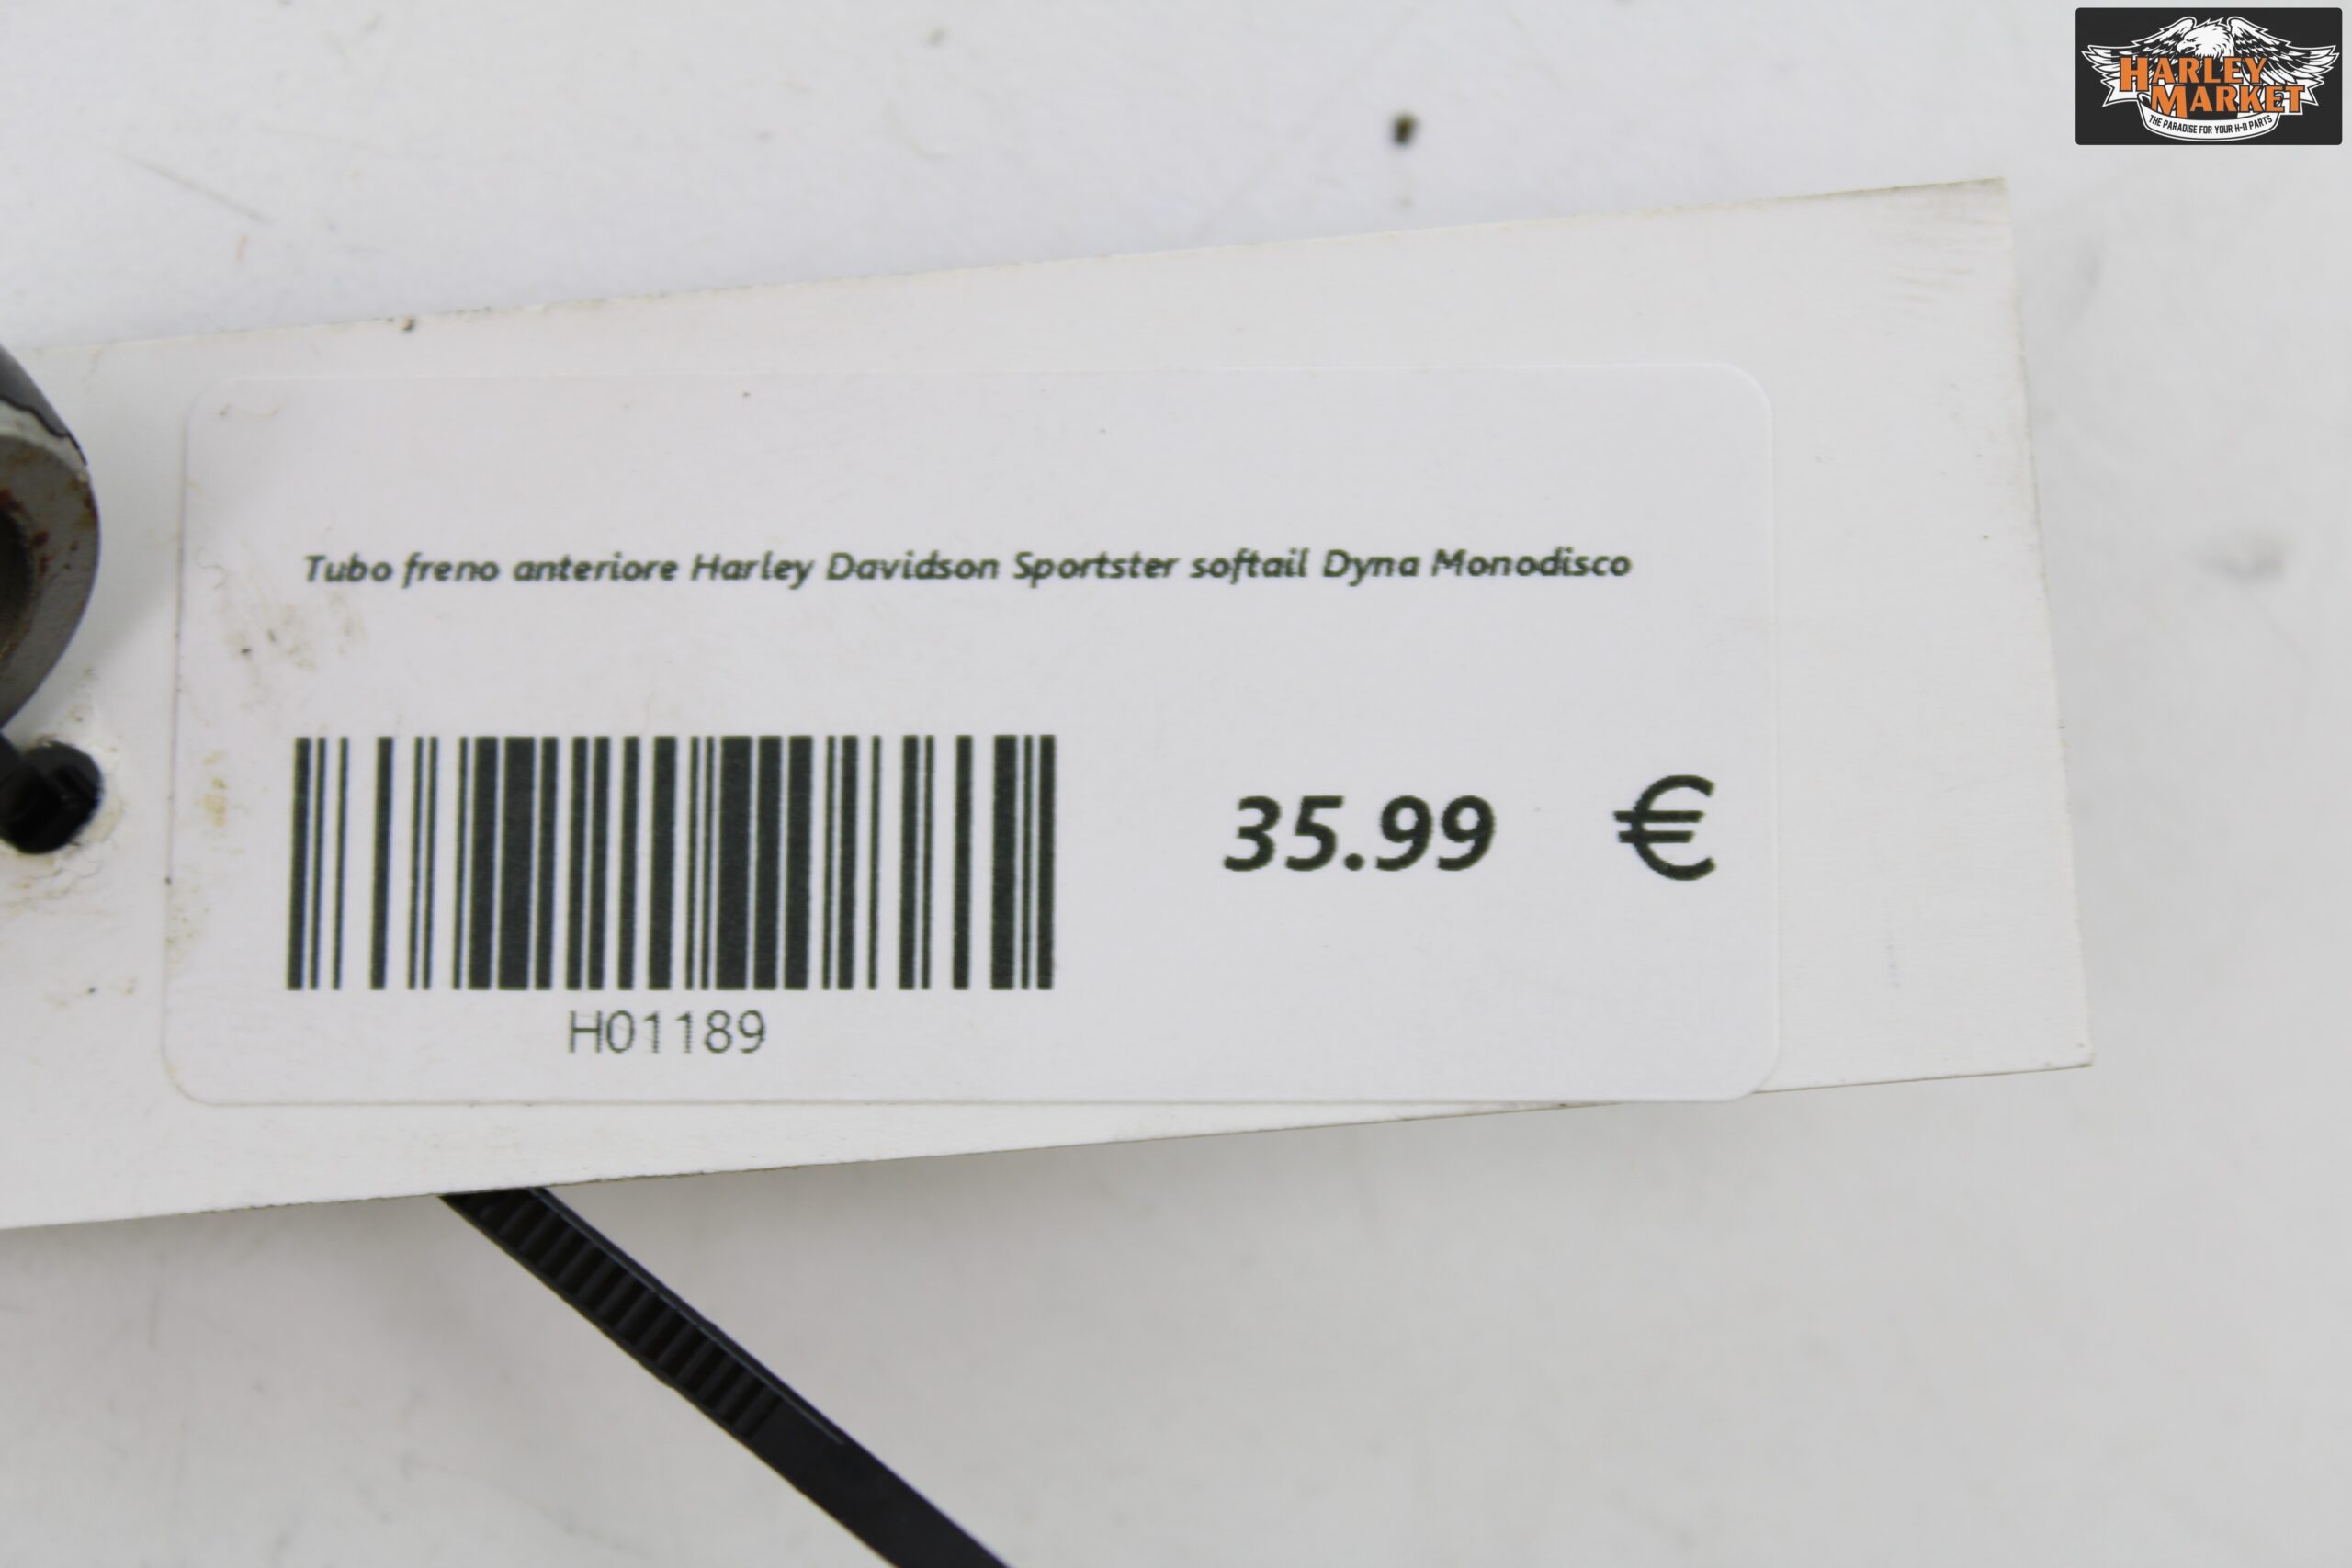 HARLEY
MARKET
THE PARADISE FOR YOUR H-D PARTS
Tubo freno anteriore Harley Davidson Sportster softail Dyna Monodisco
35.99 €
H01189